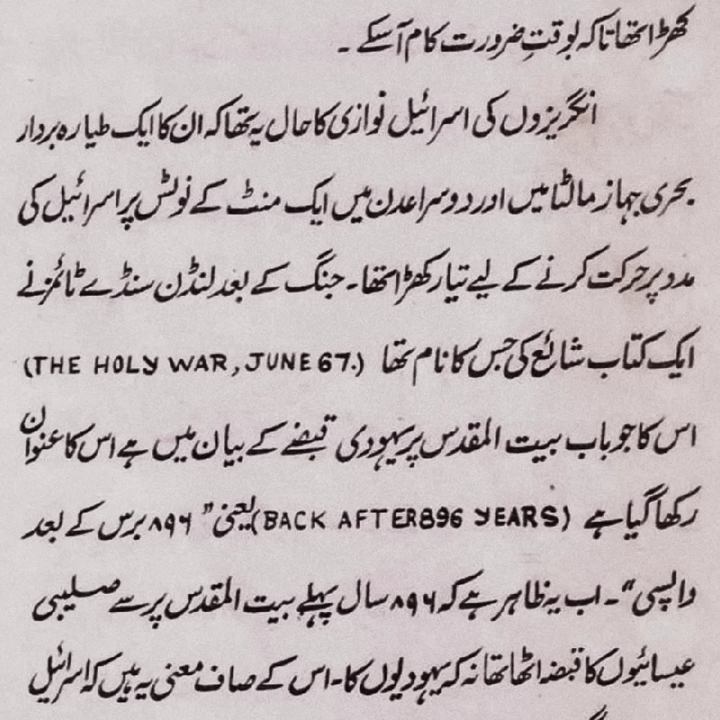 کھڑا تھا تاکہ بوقتِ ضرورت کام آسکے ۔
انگریزوں کی اسرائیل نوازی کا حال یہ تھا کہ ان کا ایک طیارہ بردار
بحری جہاز مالٹا میں اور دوسرا عدن میں ایک منٹ کے نوٹس پر اسرائیل کی
مدد پر حرکت کرنے کے لیے تیار کھڑا تھا۔ جنگ کے بعد لنڈن سنڈے ٹائمز نے
ایک کتاب شائع کی جس کا نام تھا (THE HOLY WAR, JUNE 67.)
اس کا جو باب بیت المقدس پر یہودی قبضے کے بیان میں ہے اس کا عنوان
رکھا گیا ہے (BACK AFTER 896 YEARS) یعنی ”۸۹۶ برس کے بعد
واپسی“۔ اب یہ ظاہر ہے کہ ۸۹۶ سال پہلے بیت المقدس پر سے صلیبی
عیسائیوں کا قبضہ اٹھا تھا نہ کہ یہودیوں کا۔ اس کے صاف معنی یہ ہیں کہ اسرائیل